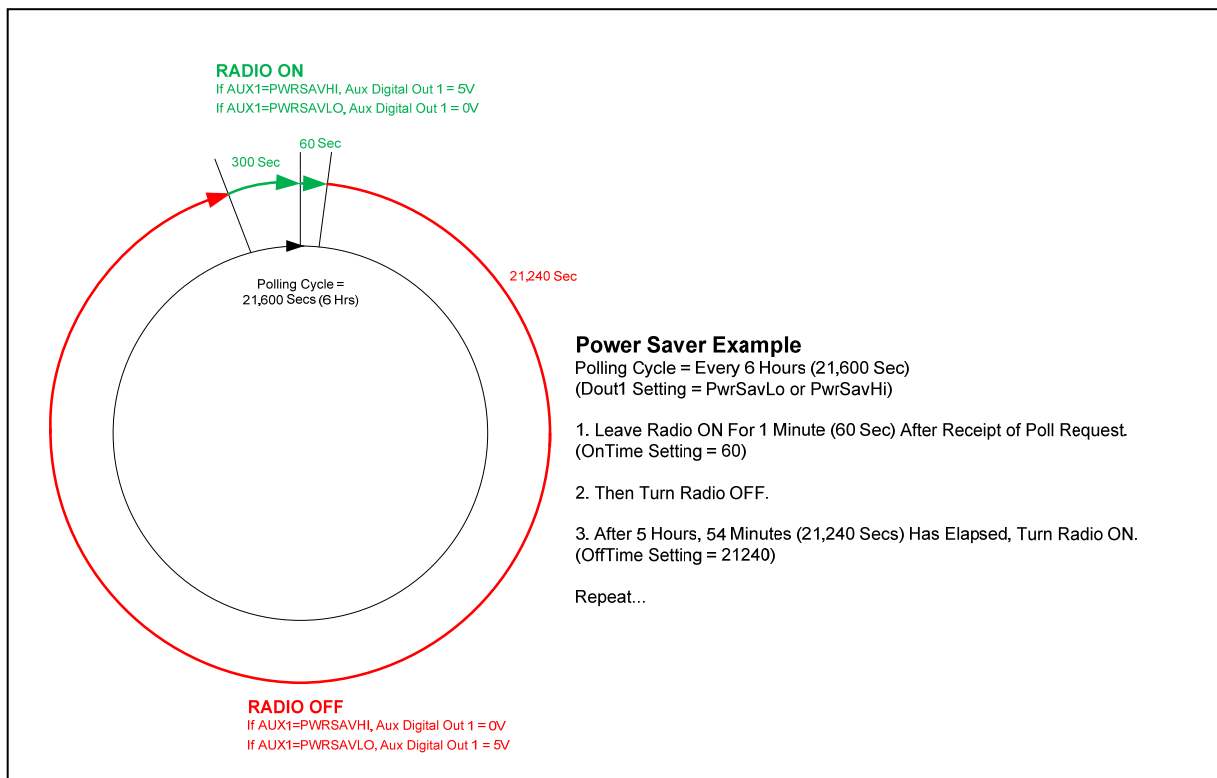 RADIO ON
If AUX1=PWRSAVHI, Aux Digital Out 1 = 5V
If AUX1=PWRSAVLO, Aux Digital Out 1 = 0V
60 Sec
300 Sec
21,240 Sec
Polling Cycle =
21,600 Secs (6 Hrs)
Power Saver Example
Polling Cycle = Every 6 Hours (21,600 Sec)
(Dout1 Setting = PwrSavLo or PwrSavHi)
1. Leave Radio ON For 1 Minute (60 Sec) After Receipt of Poll Request.
(OnTime Setting = 60)
2. Then Turn Radio OFF.
3. After 5 Hours, 54 Minutes (21,240 Secs) Has Elapsed, Turn Radio ON.
(OffTime Setting = 21240)
Repeat...
RADIO OFF
If AUX1=PWRSAVHI, Aux Digital Out 1 = 0V
If AUX1=PWRSAVLO, Aux Digital Out 1 = 5V